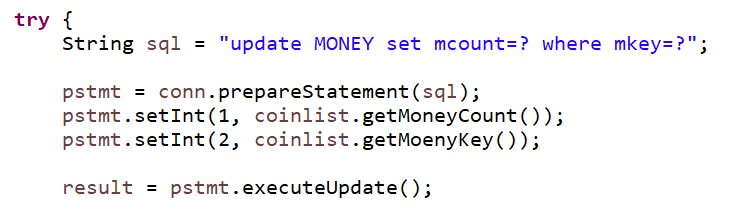 try {
String sql = "update MONEY set mcount=? where mkey=?";
pstmt = conn.prepareStatement(sql);
pstmt.setInt(1, coinlist.getMoneyCount());
pstmt.setInt(2, coinlist.getMoenyKey());
result = pstmt.executeUpdate();